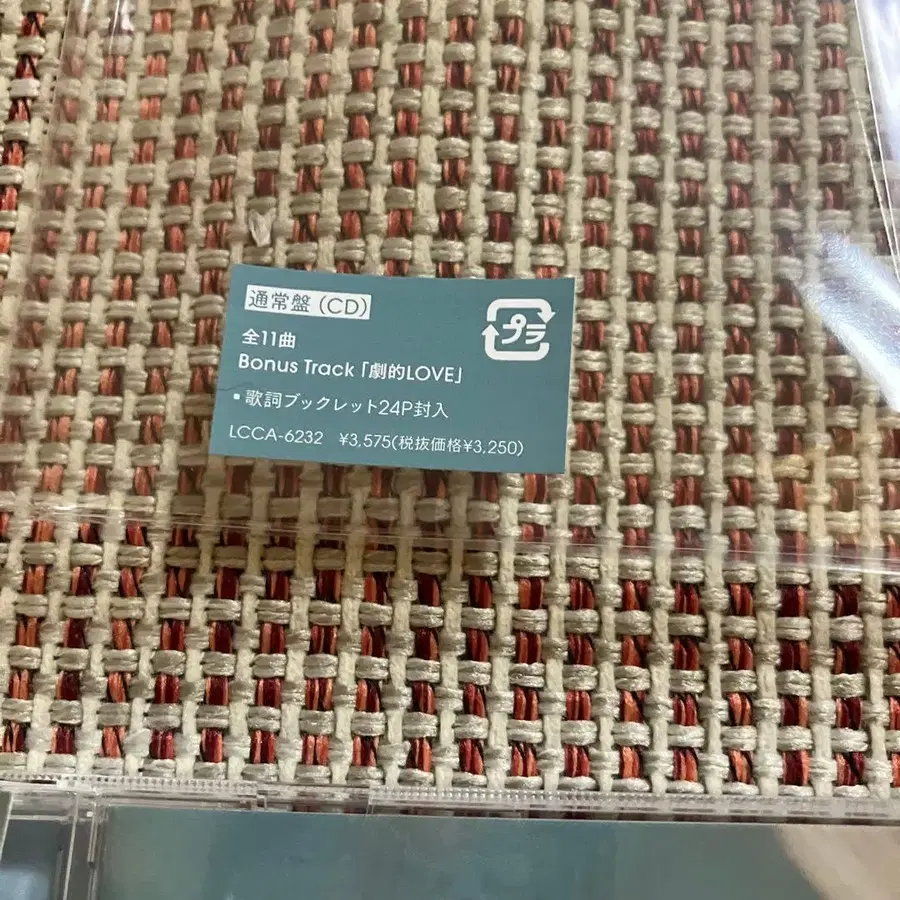 通常盤(CD)
プラ
全11曲
Bonus Track「劇的LOVE」
▪歌詞ブックレット24P封入
LCCA-6232 ¥3,575(税抜価格¥3,250)